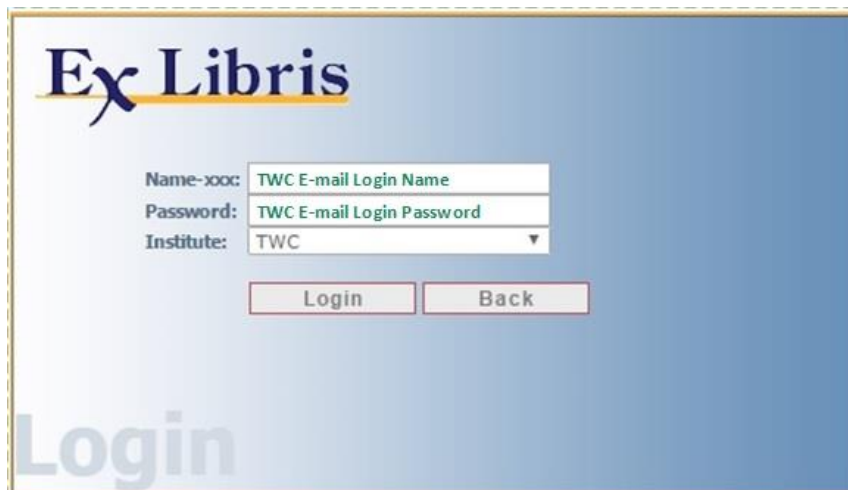 Ex Libris
Name-xxx: TWC E-mail Login Name
Password: TWC E-mail Login Password
Institute: TWC
Login Back
Login